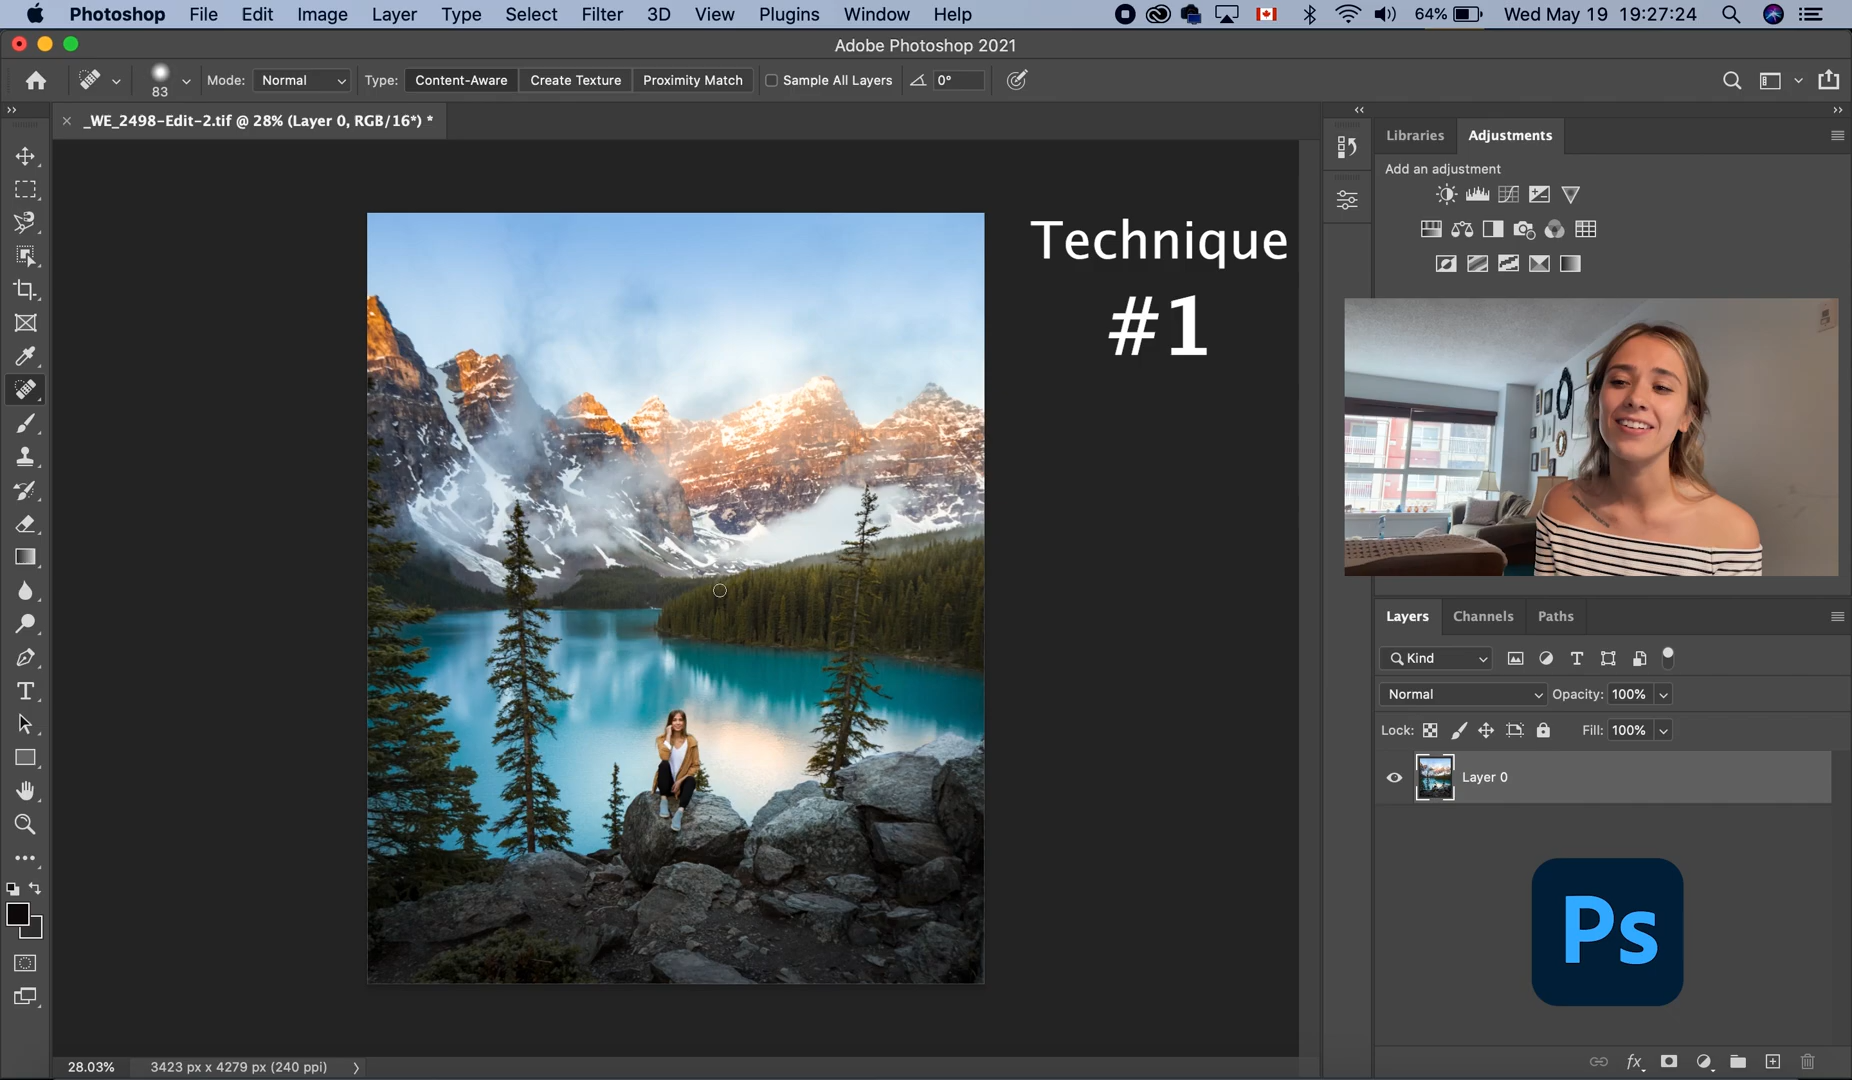 Photoshop File Edit Image Layer Type Select Filter 3D View Plugins Window Help 64% Wed May 19 19:27:24
Adobe Photoshop 2021
83 Mode: Normal Type: Content-Aware Create Texture Proximity Match Sample All Layers 0°
_WE_2498-Edit-2.tif @ 28% (Layer 0, RGB/16*) *
Libraries Adjustments
Add an adjustment
Technique
#1
Layers Channels Paths
Kind
Normal Opacity: 100%
Lock: Fill: 100%
Layer 0
Ps
fx
28.03% 3423 px x 4279 px (240 ppi)